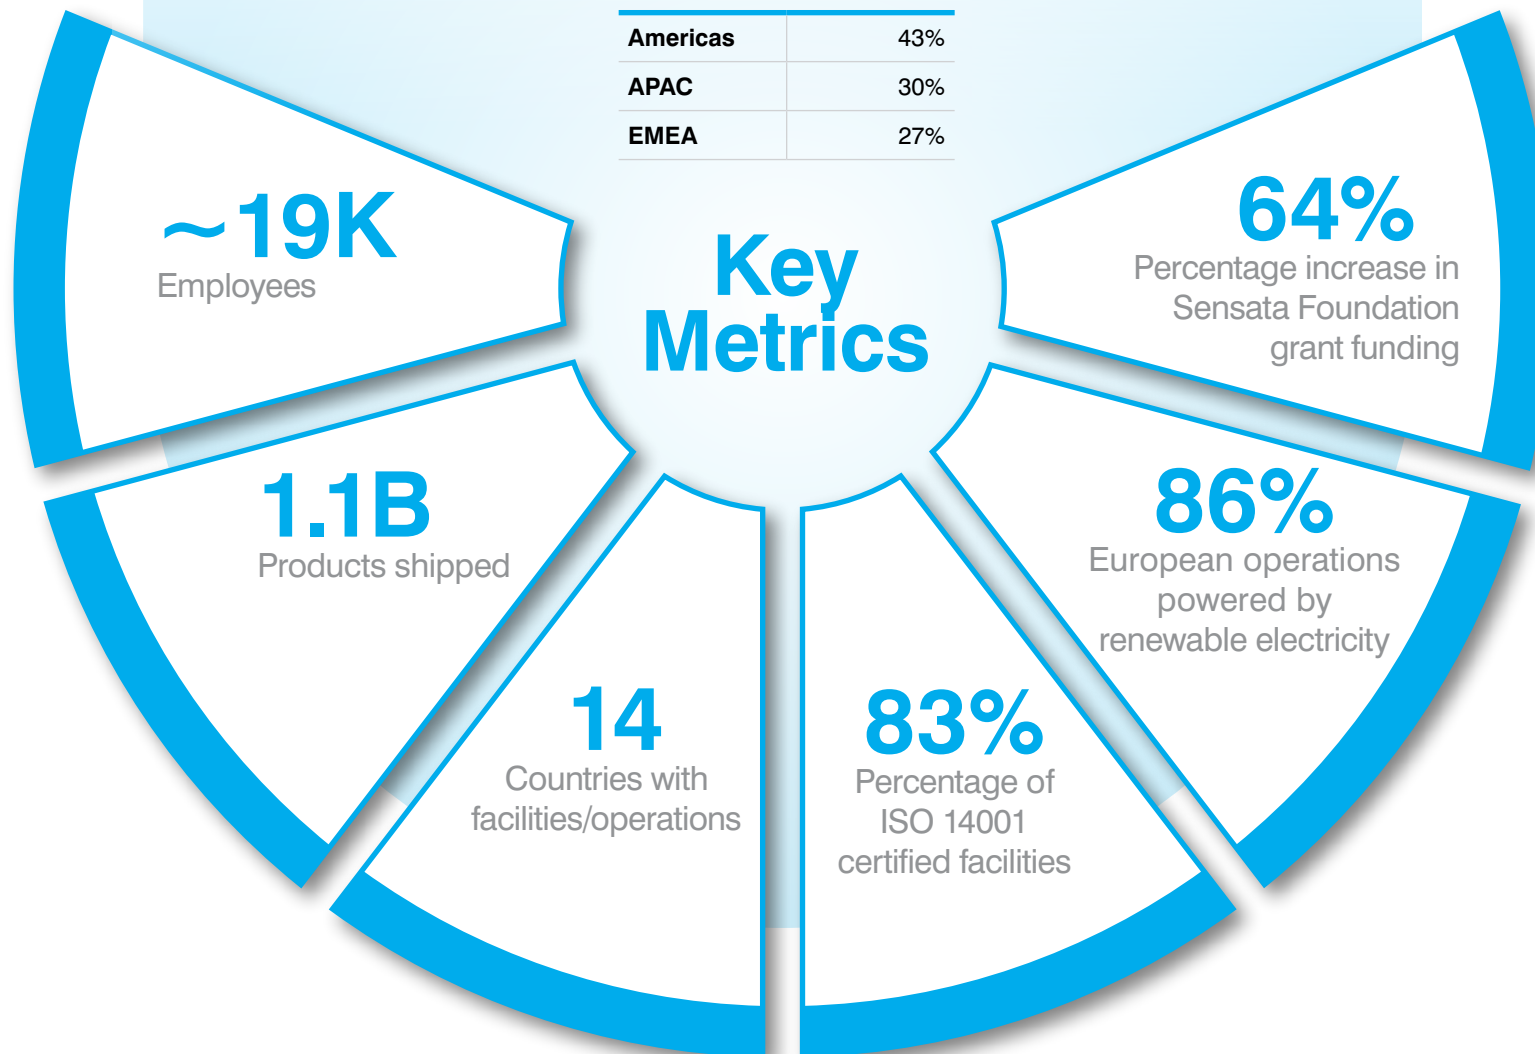 Americas 43%
APAC 30%
EMEA 27%
Key
Metrics
~19K
Employees
1.1B
Products shipped
14
Countries with
facilities/operations
83%
Percentage of
ISO 14001
certified facilities
86%
European operations
powered by
renewable electricity
64%
Percentage increase in
Sensata Foundation
grant funding